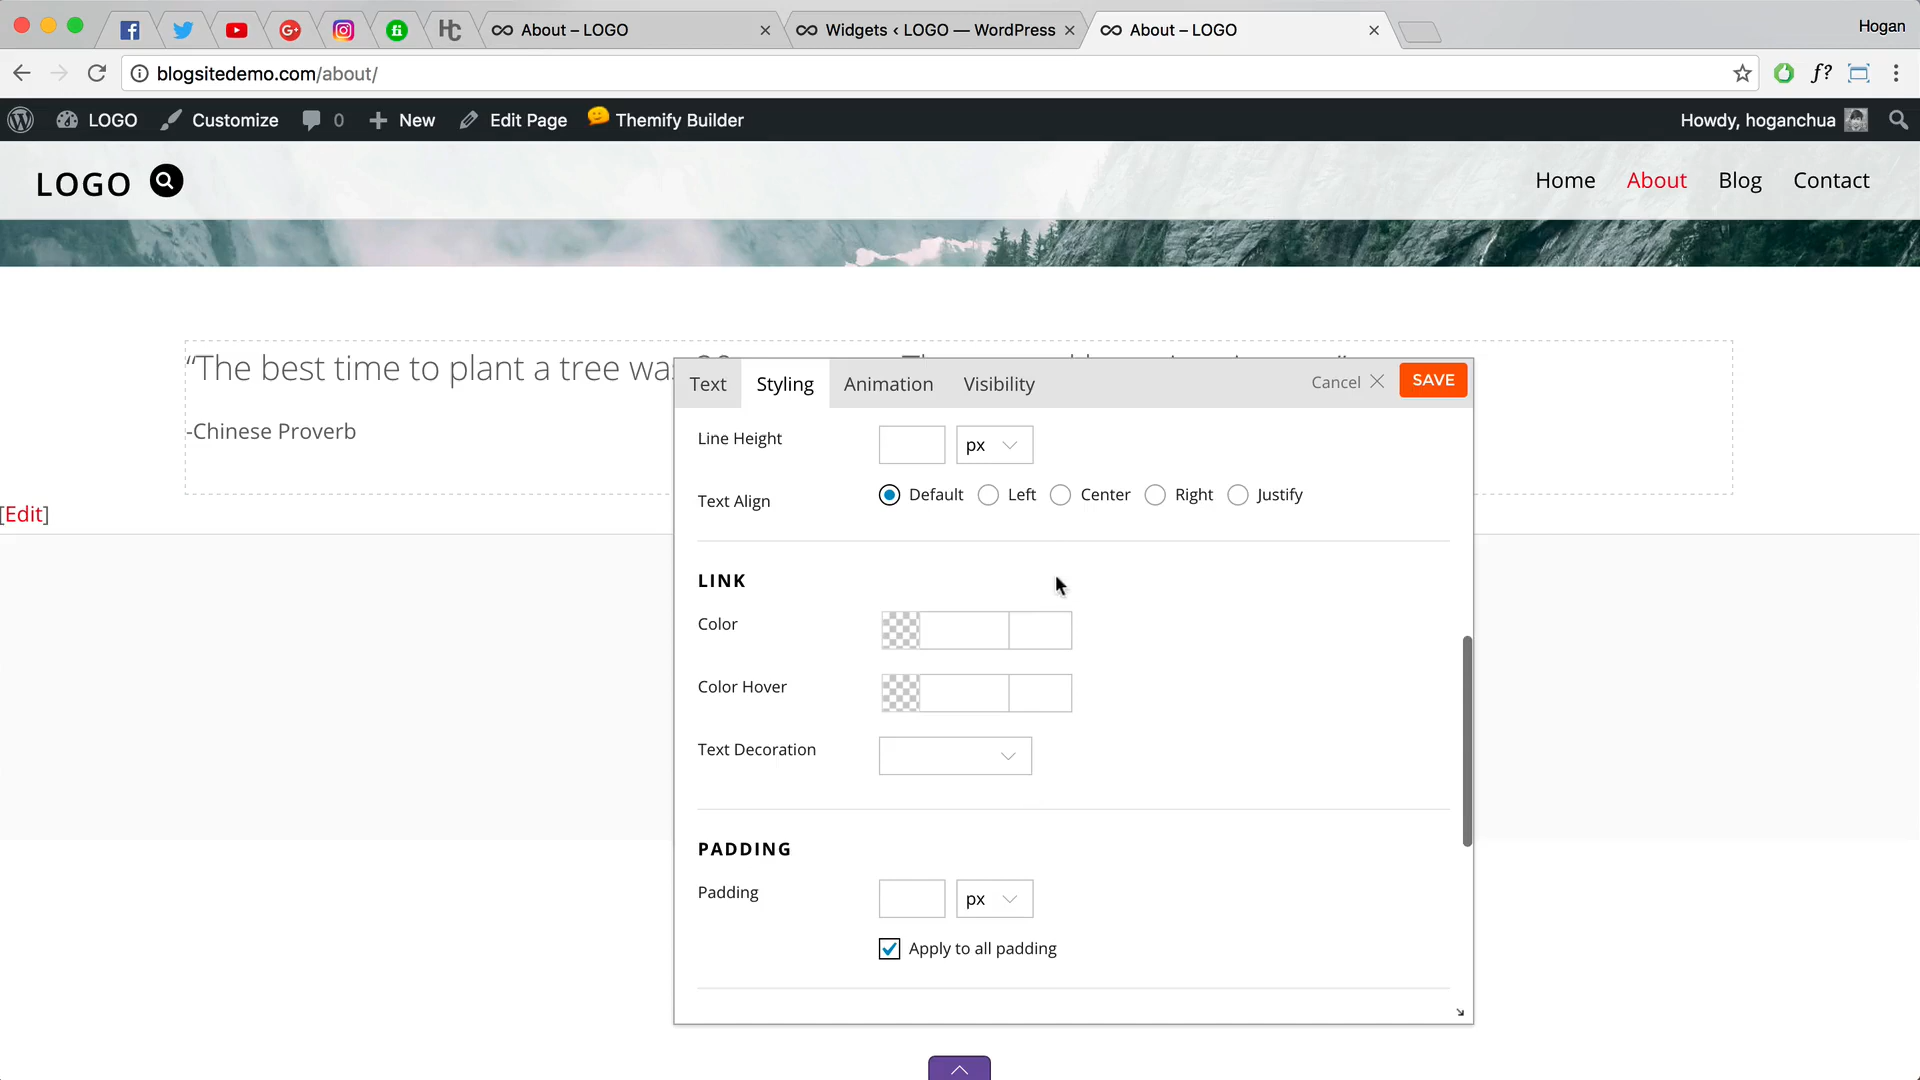 About – LOGO
Widgets ‹ LOGO — WordPress
About – LOGO
Hogan
blogsitedemo.com/about/
f?
LOGO
Customize
0
New
Edit Page
Themify Builder
Howdy, hoganchua
LOGO
Home
About
Blog
Contact
“The best time to plant a tree was
-Chinese Proverb
[Edit]
Text
Styling
Animation
Visibility
Cancel
SAVE
Line Height
px
Text Align
Default
Left
Center
Right
Justify
LINK
Color
Color Hover
Text Decoration
PADDING
Padding
px
Apply to all padding